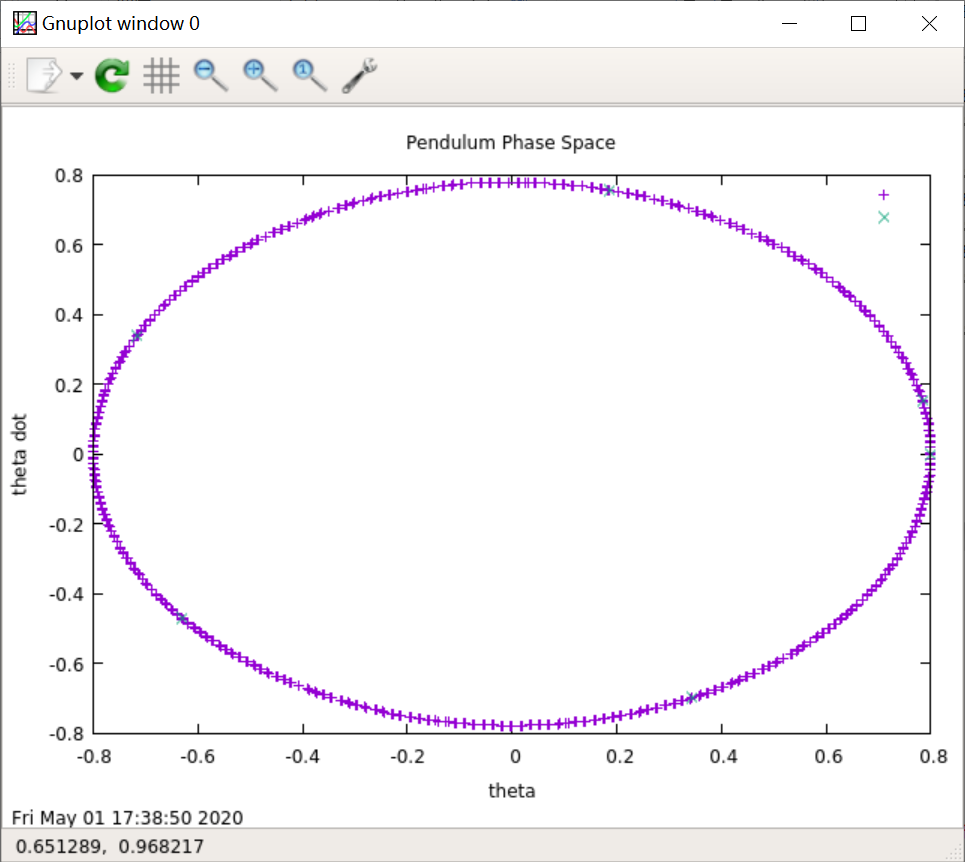 Gnuplot window 0
1
Pendulum Phase Space
0.8
0.6
0.4
0.2
0
-0.2
-0.4
-0.6
-0.8
theta dot
-0.8 -0.6 -0.4 -0.2 0 0.2 0.4 0.6 0.8
theta
Fri May 01 17:38:50 2020
0.651289, 0.968217